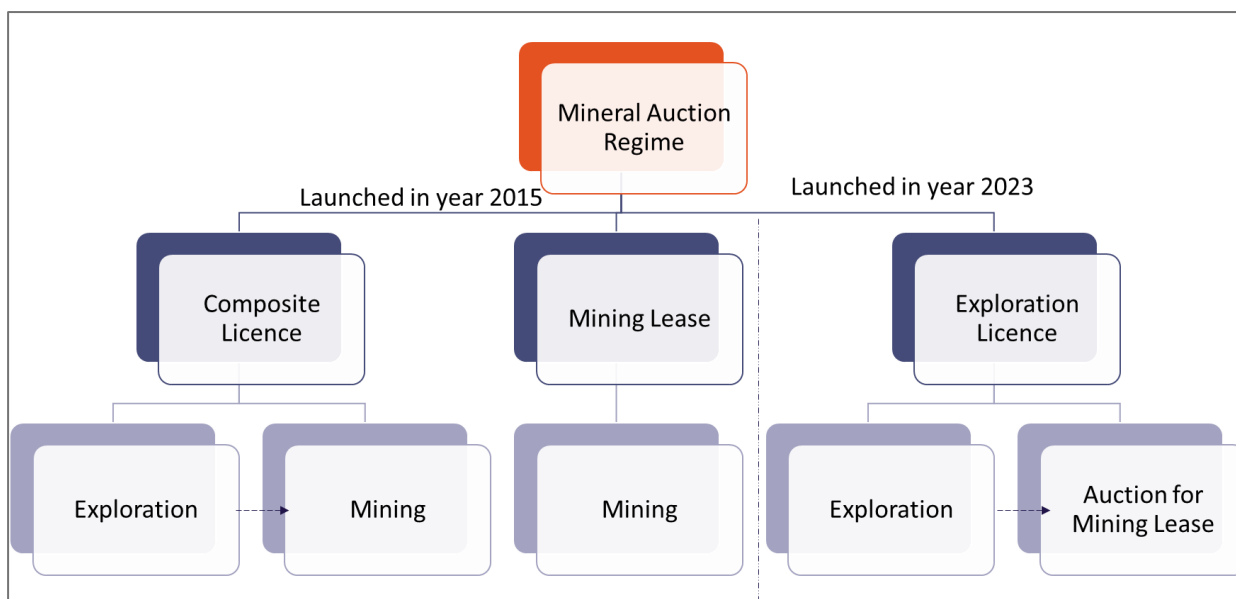 Mineral Auction
Regime
Launched in year 2015
Launched in year 2023
Composite
Licence
Mining Lease
Exploration
Licence
Exploration
Mining
Mining
Exploration
Auction for
Mining Lease